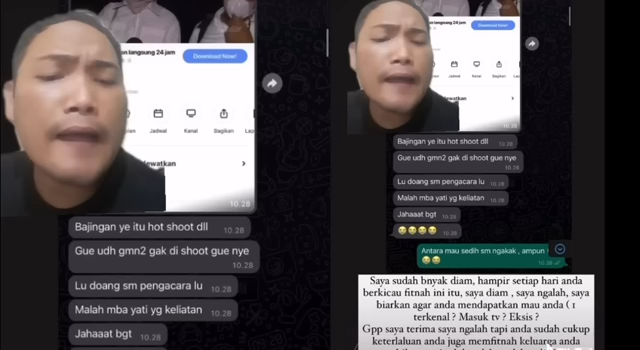 n langsung 24 jam
Download Now!
Jadwal
Kanal
Bagikan
lewatkan
10.28
Bajingan ye itu hot shoot dll
10.28
Gue udh gmn2 gak di shoot gue nye
10.28
Lu doang sm pengacara lu
10.28
Malah mba yati yg keliatan
10.28
Jahaaat bgt
10.28
on langsung 24 jam
Download Now!
Jadwal
Kanal
Bagikan
lewatkan
10.28
Bajingan ye itu hot shoot dll
10.28
Gue udh gmn2 gak di shoot gue nye
10.28
Lu doang sm pengacara lu
10.28
Malah mba yati yg keliatan
10.28
Jahaaat bgt
10.28
😭😭😭😭
10.28
Antara mau sedih sm ngakak , ampun
😭😭
10.28
Saya sudah bnyak diam, hampir setiap hari anda
berkicau fitnah ini itu, saya diam , saya ngalah, saya
biarkan agar anda mendapatkan mau anda ( 1
terkenal ? Masuk tv ? Eksis ?
Gpp saya terima saya ngalah tapi anda sudah cukup
keterlaluan anda juga memfitnah keluarga anda